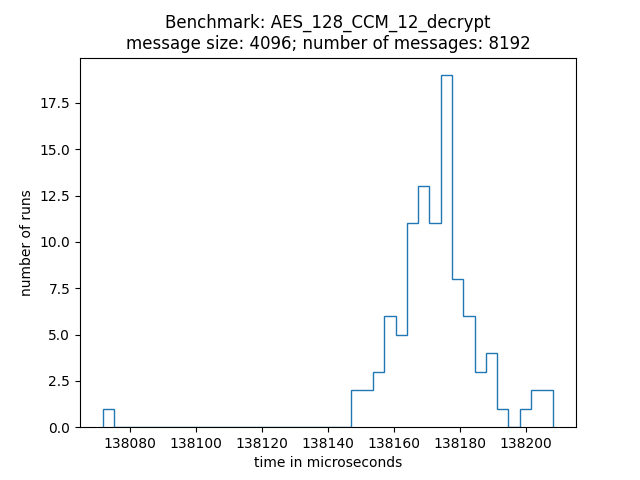 Benchmark: AES_128_CCM_12_decrypt
message size: 4096; number of messages: 8192
number of runs
17.5
15.0
12.5
10.0
7.5
5.0
2.5
0.0
138080 138100 138120 138140 138160 138180 138200
time in microseconds